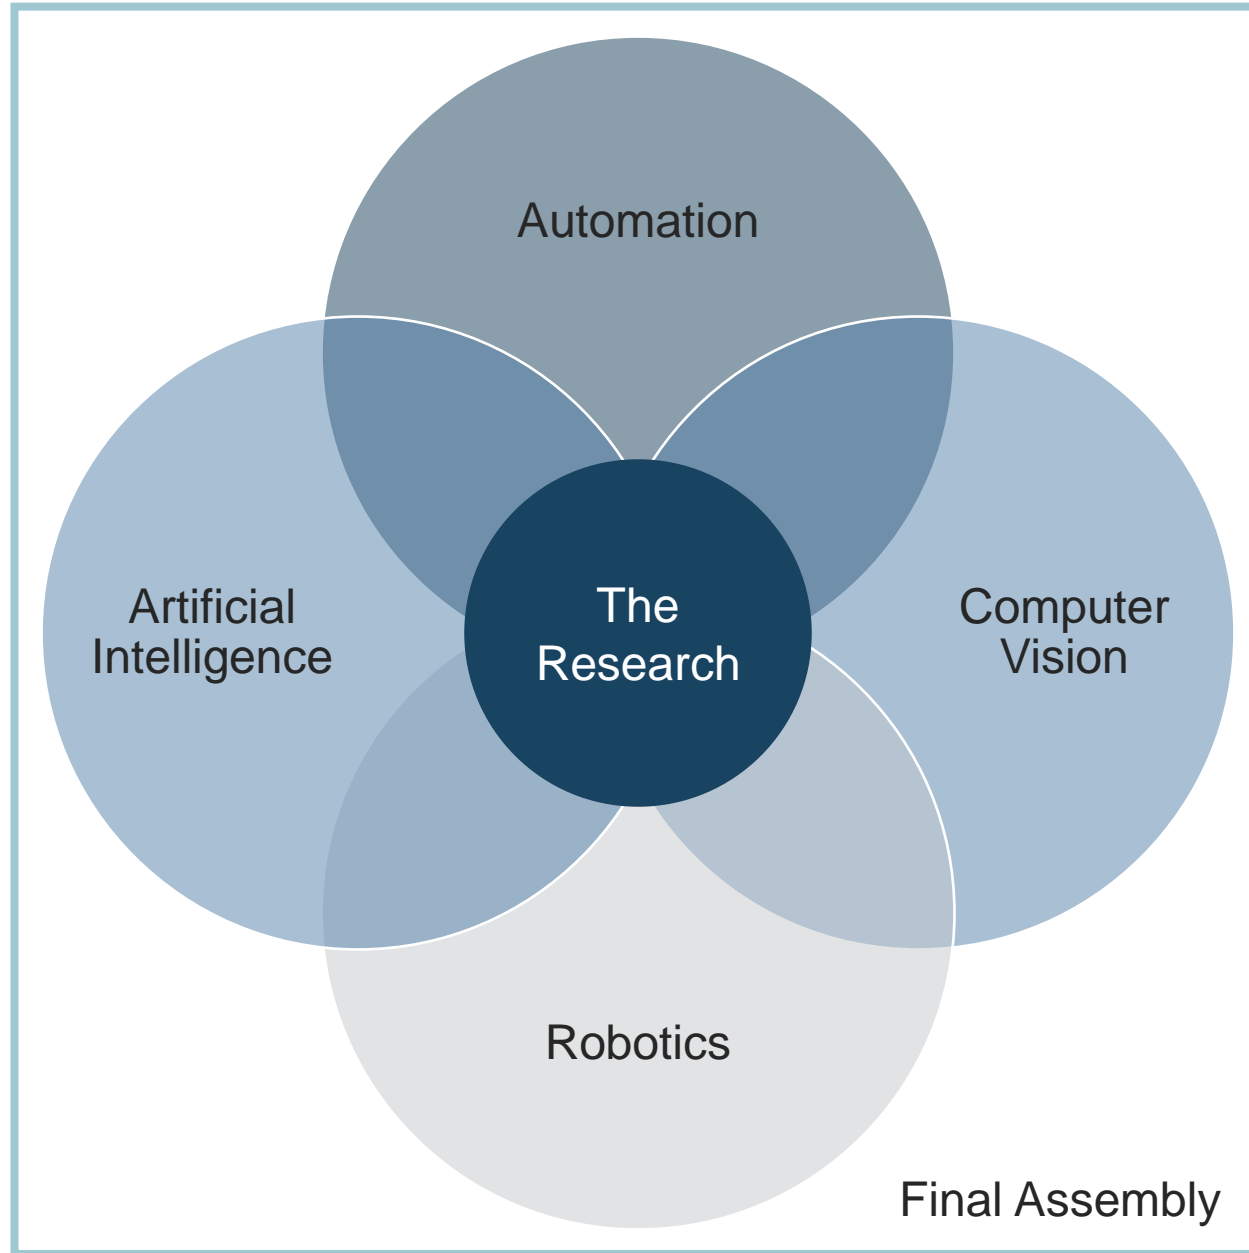 Automation
Artificial
Intelligence
The
Research
Computer
Vision
Robotics
Final Assembly